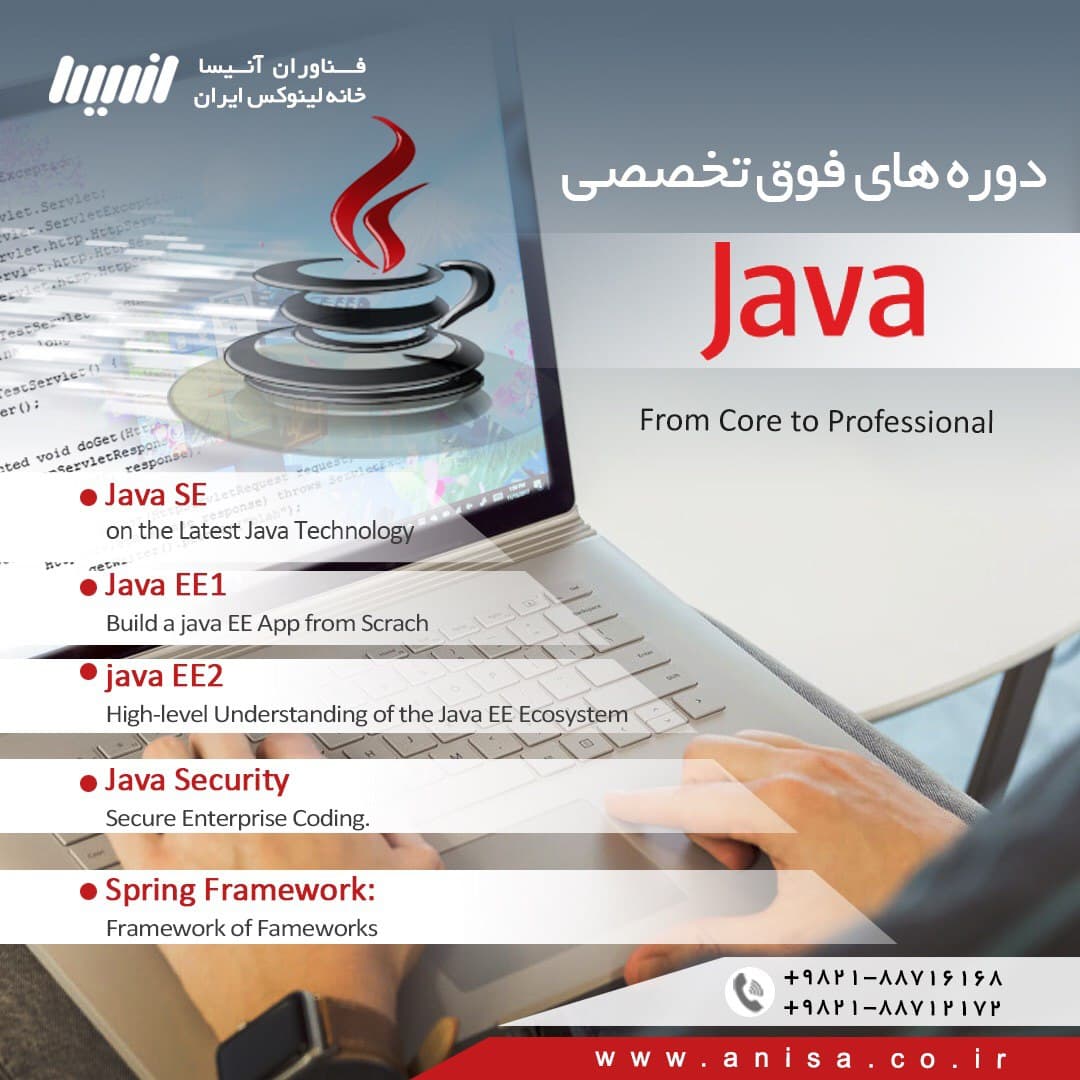 انیسا
فناوران آنیسا
خانه لینوکس ایران
دوره های فوق تخصصی
Java
From Core to Professional
Java SE
on the Latest Java Technology
Java EE1
Build a java EE App from Scrach
java EE2
High-level Understanding of the Java EE Ecosystem
Java Security
Secure Enterprise Coding.
Spring Framework:
Framework of Fameworks
+۹۸۲۱-۸۸۷۱۶۱۶۸
+۹۸۲۱-۸۸۷۱۲۱۷۲
www.anisa.co.ir